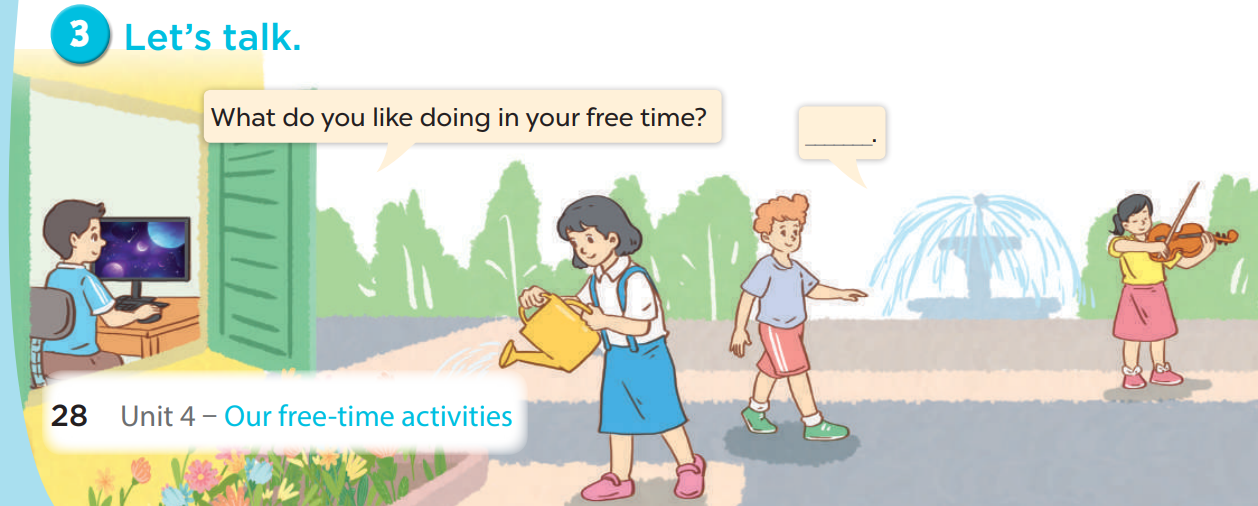 3 Let's talk.
What do you like doing in your free time?
_______.
28 Unit 4 – Our free-time activities